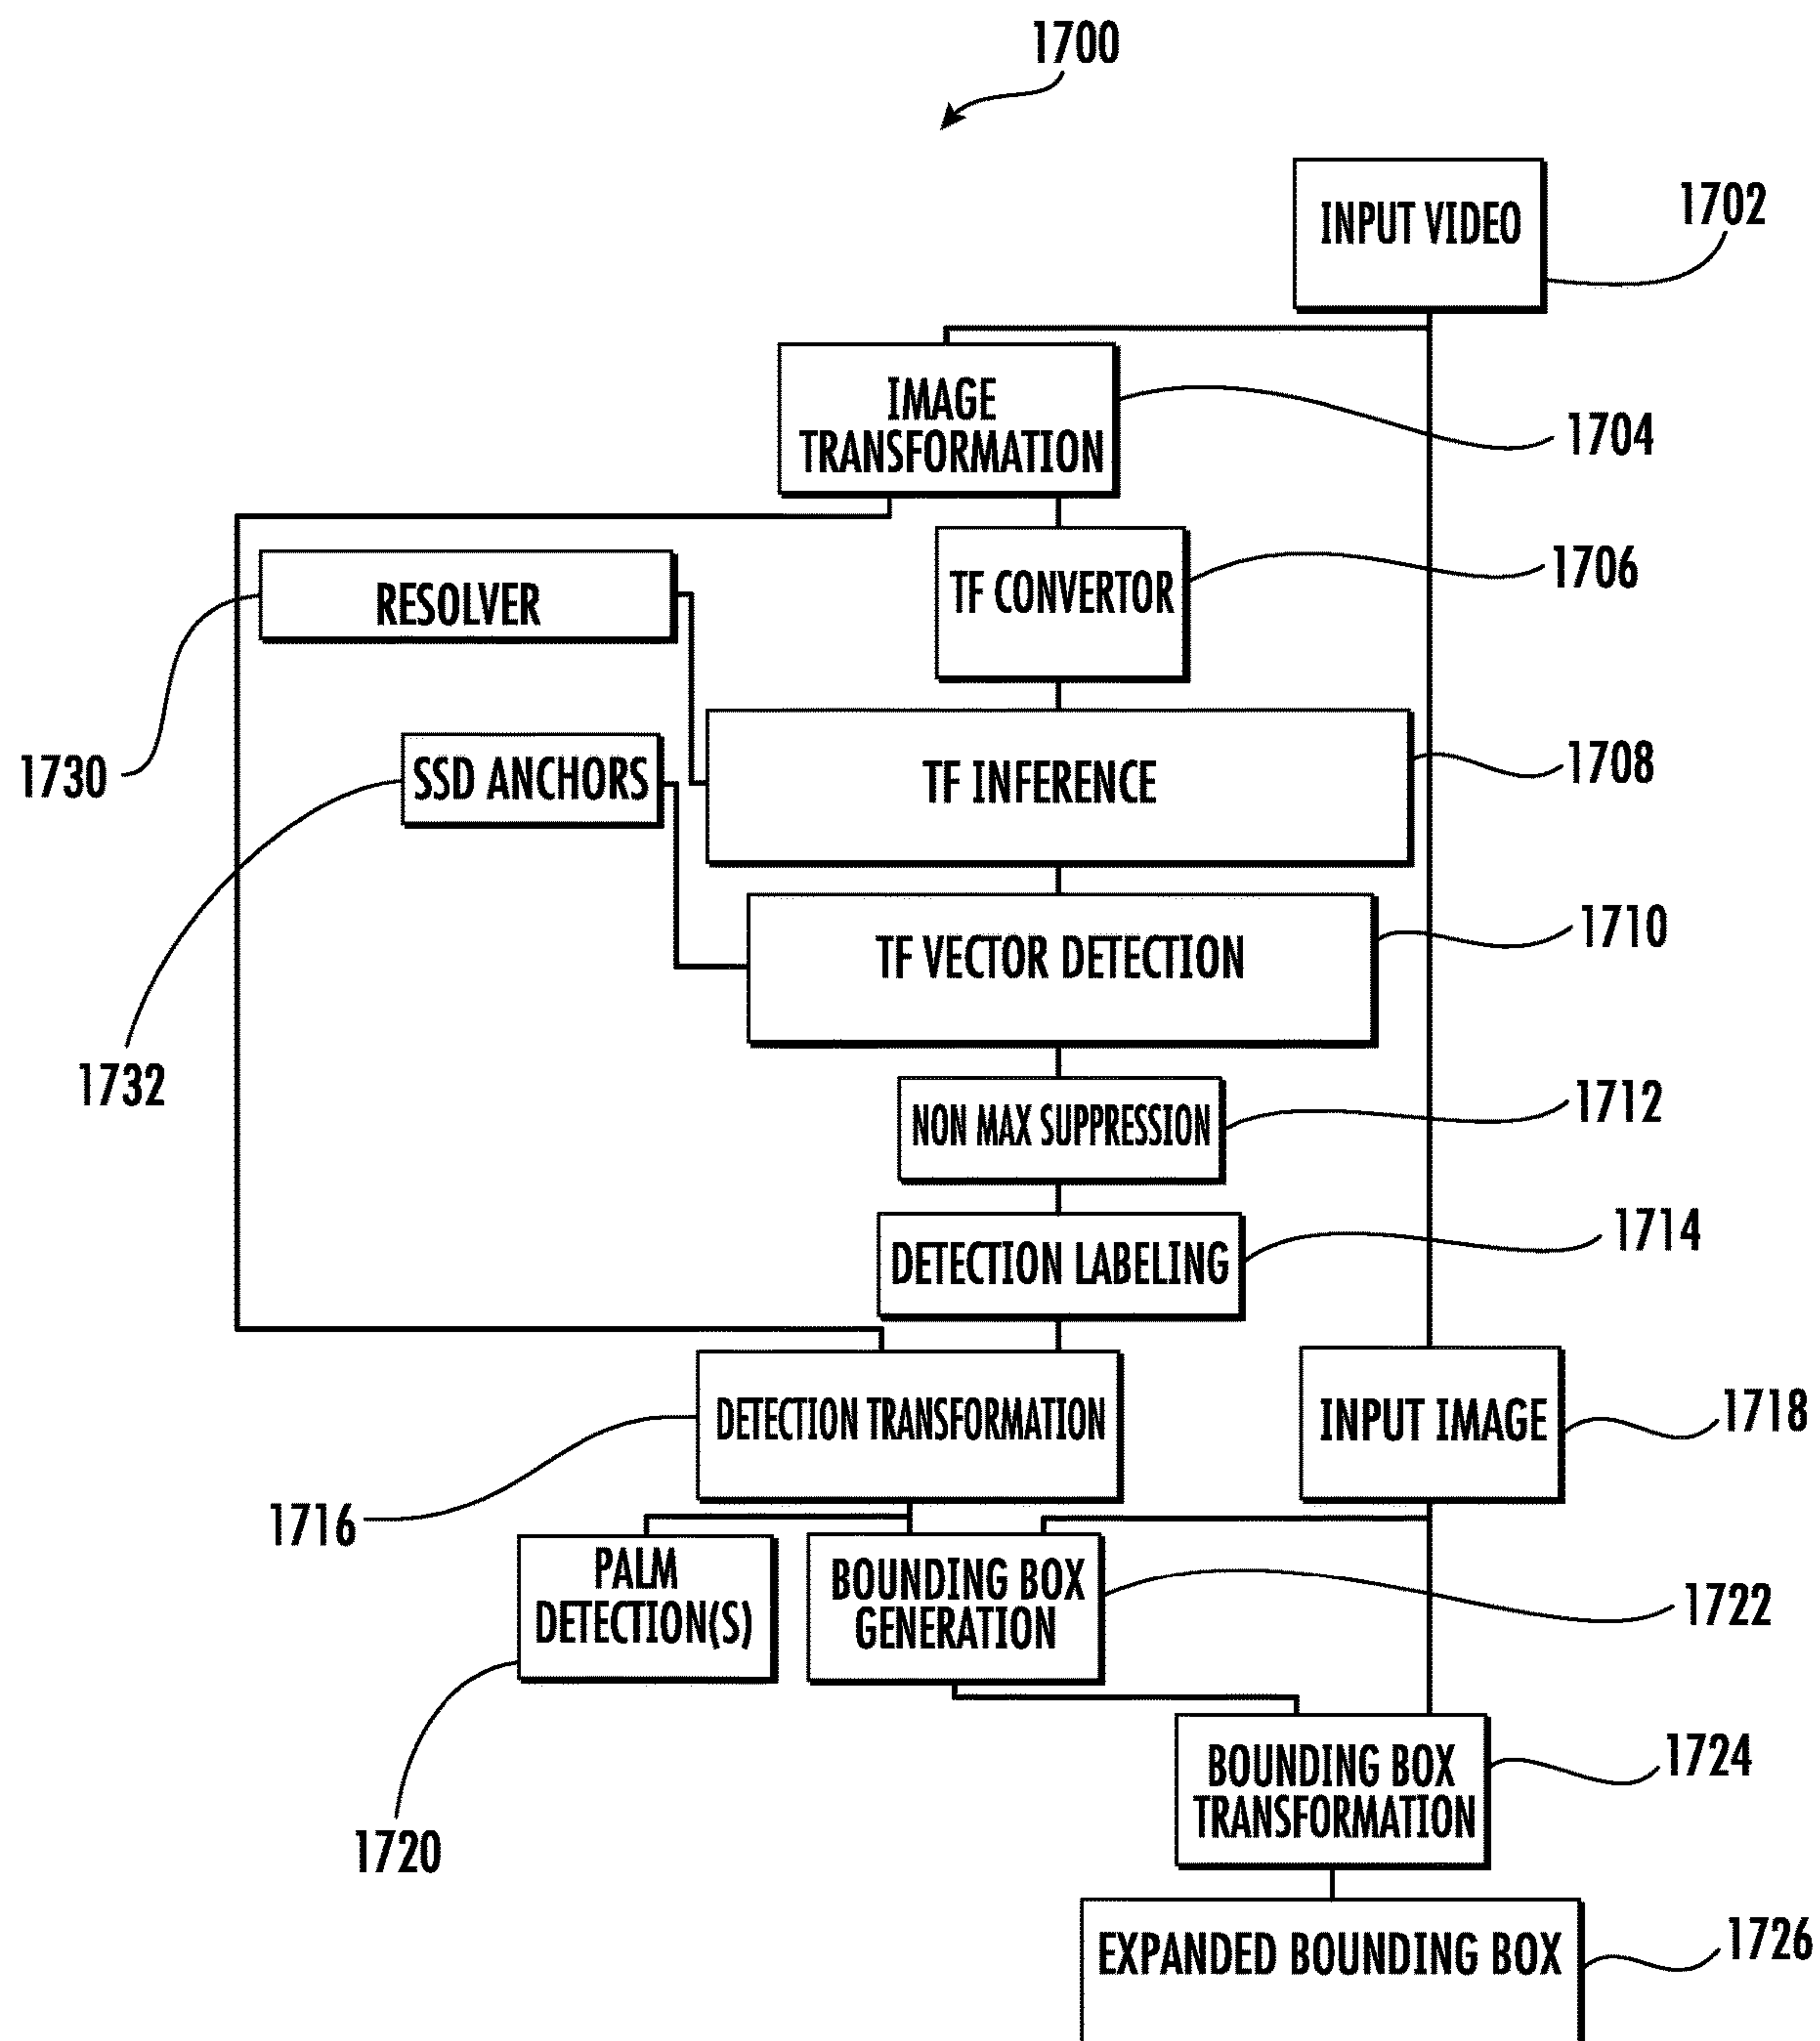 1700
INPUT VIDEO
1702
IMAGE
TRANSFORMATION
1704
TF CONVERTOR
1706
RESOLVER
1730
SSD ANCHORS
1732
TF INFERENCE
1708
TF VECTOR DETECTION
1710
NON MAX SUPPRESSION
1712
DETECTION LABELING
1714
DETECTION TRANSFORMATION
1716
INPUT IMAGE
1718
PALM
DETECTION(S)
1720
BOUNDING BOX
GENERATION
1722
BOUNDING BOX
TRANSFORMATION
1724
EXPANDED BOUNDING BOX
1726